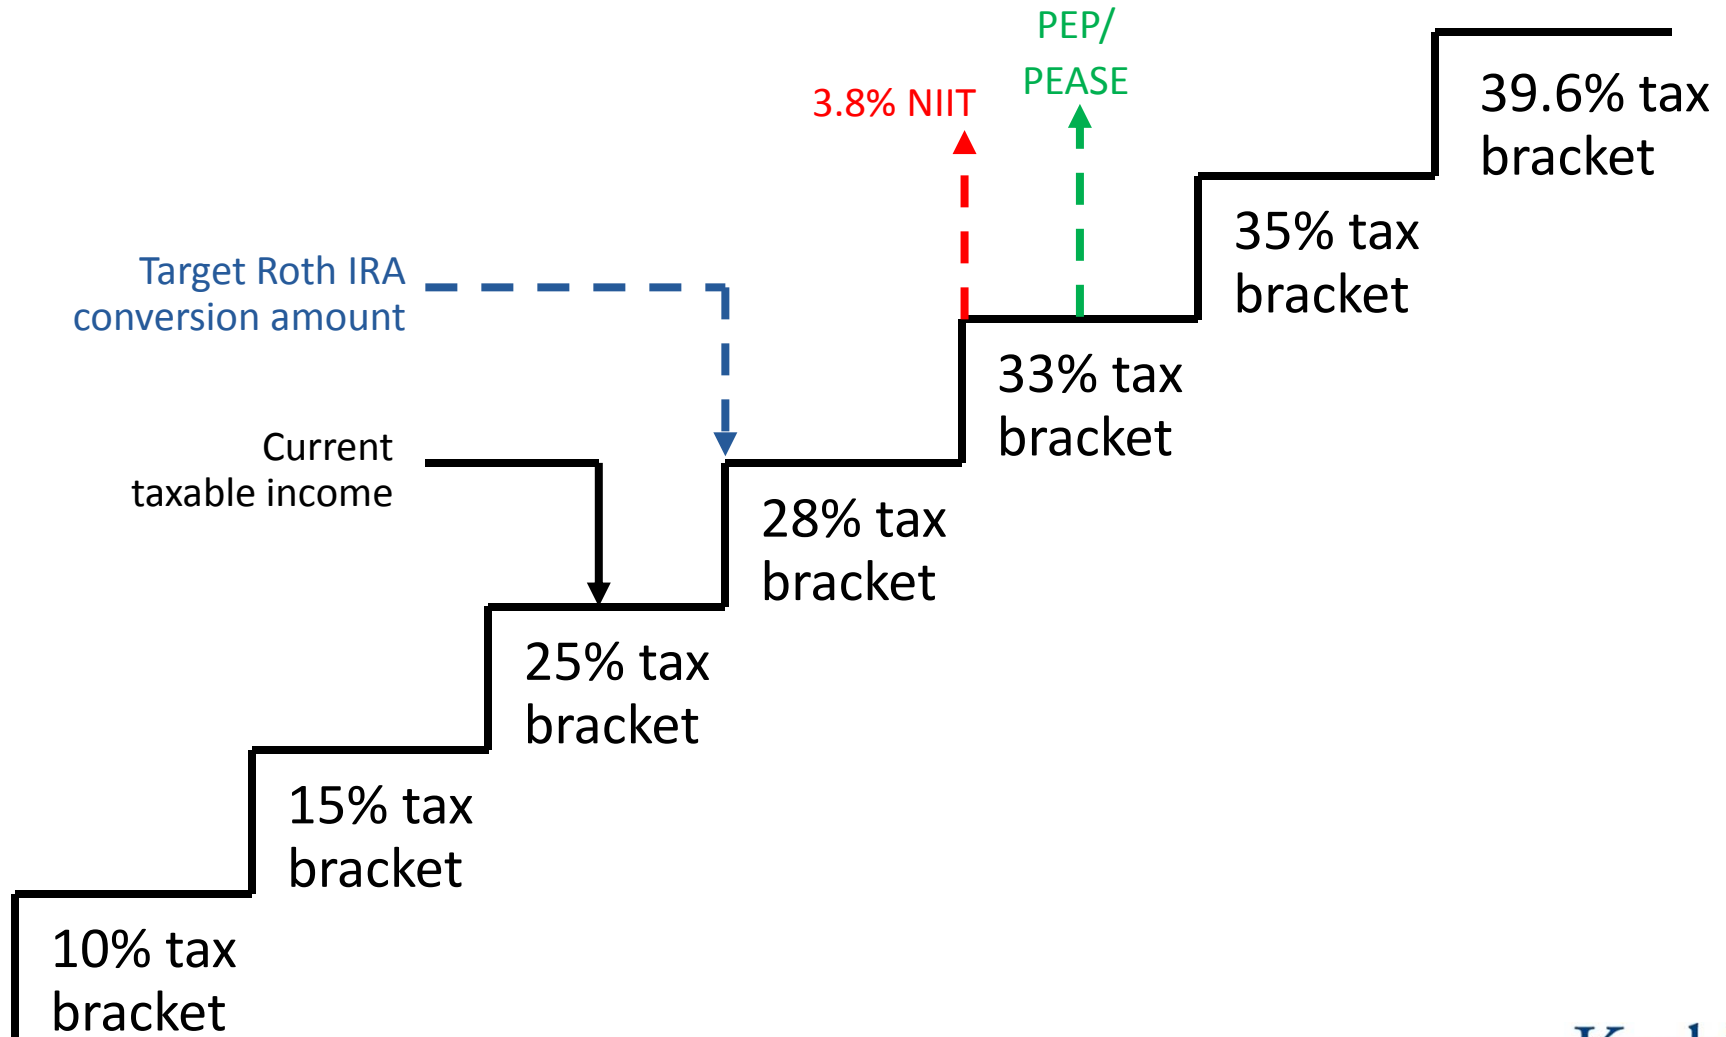 PEP/
PEASE
3.8% NIIT
39.6% tax
bracket
35% tax
bracket
Target Roth IRA
conversion amount
33% tax
bracket
Current
taxable income
28% tax
bracket
25% tax
bracket
15% tax
bracket
10% tax
bracket